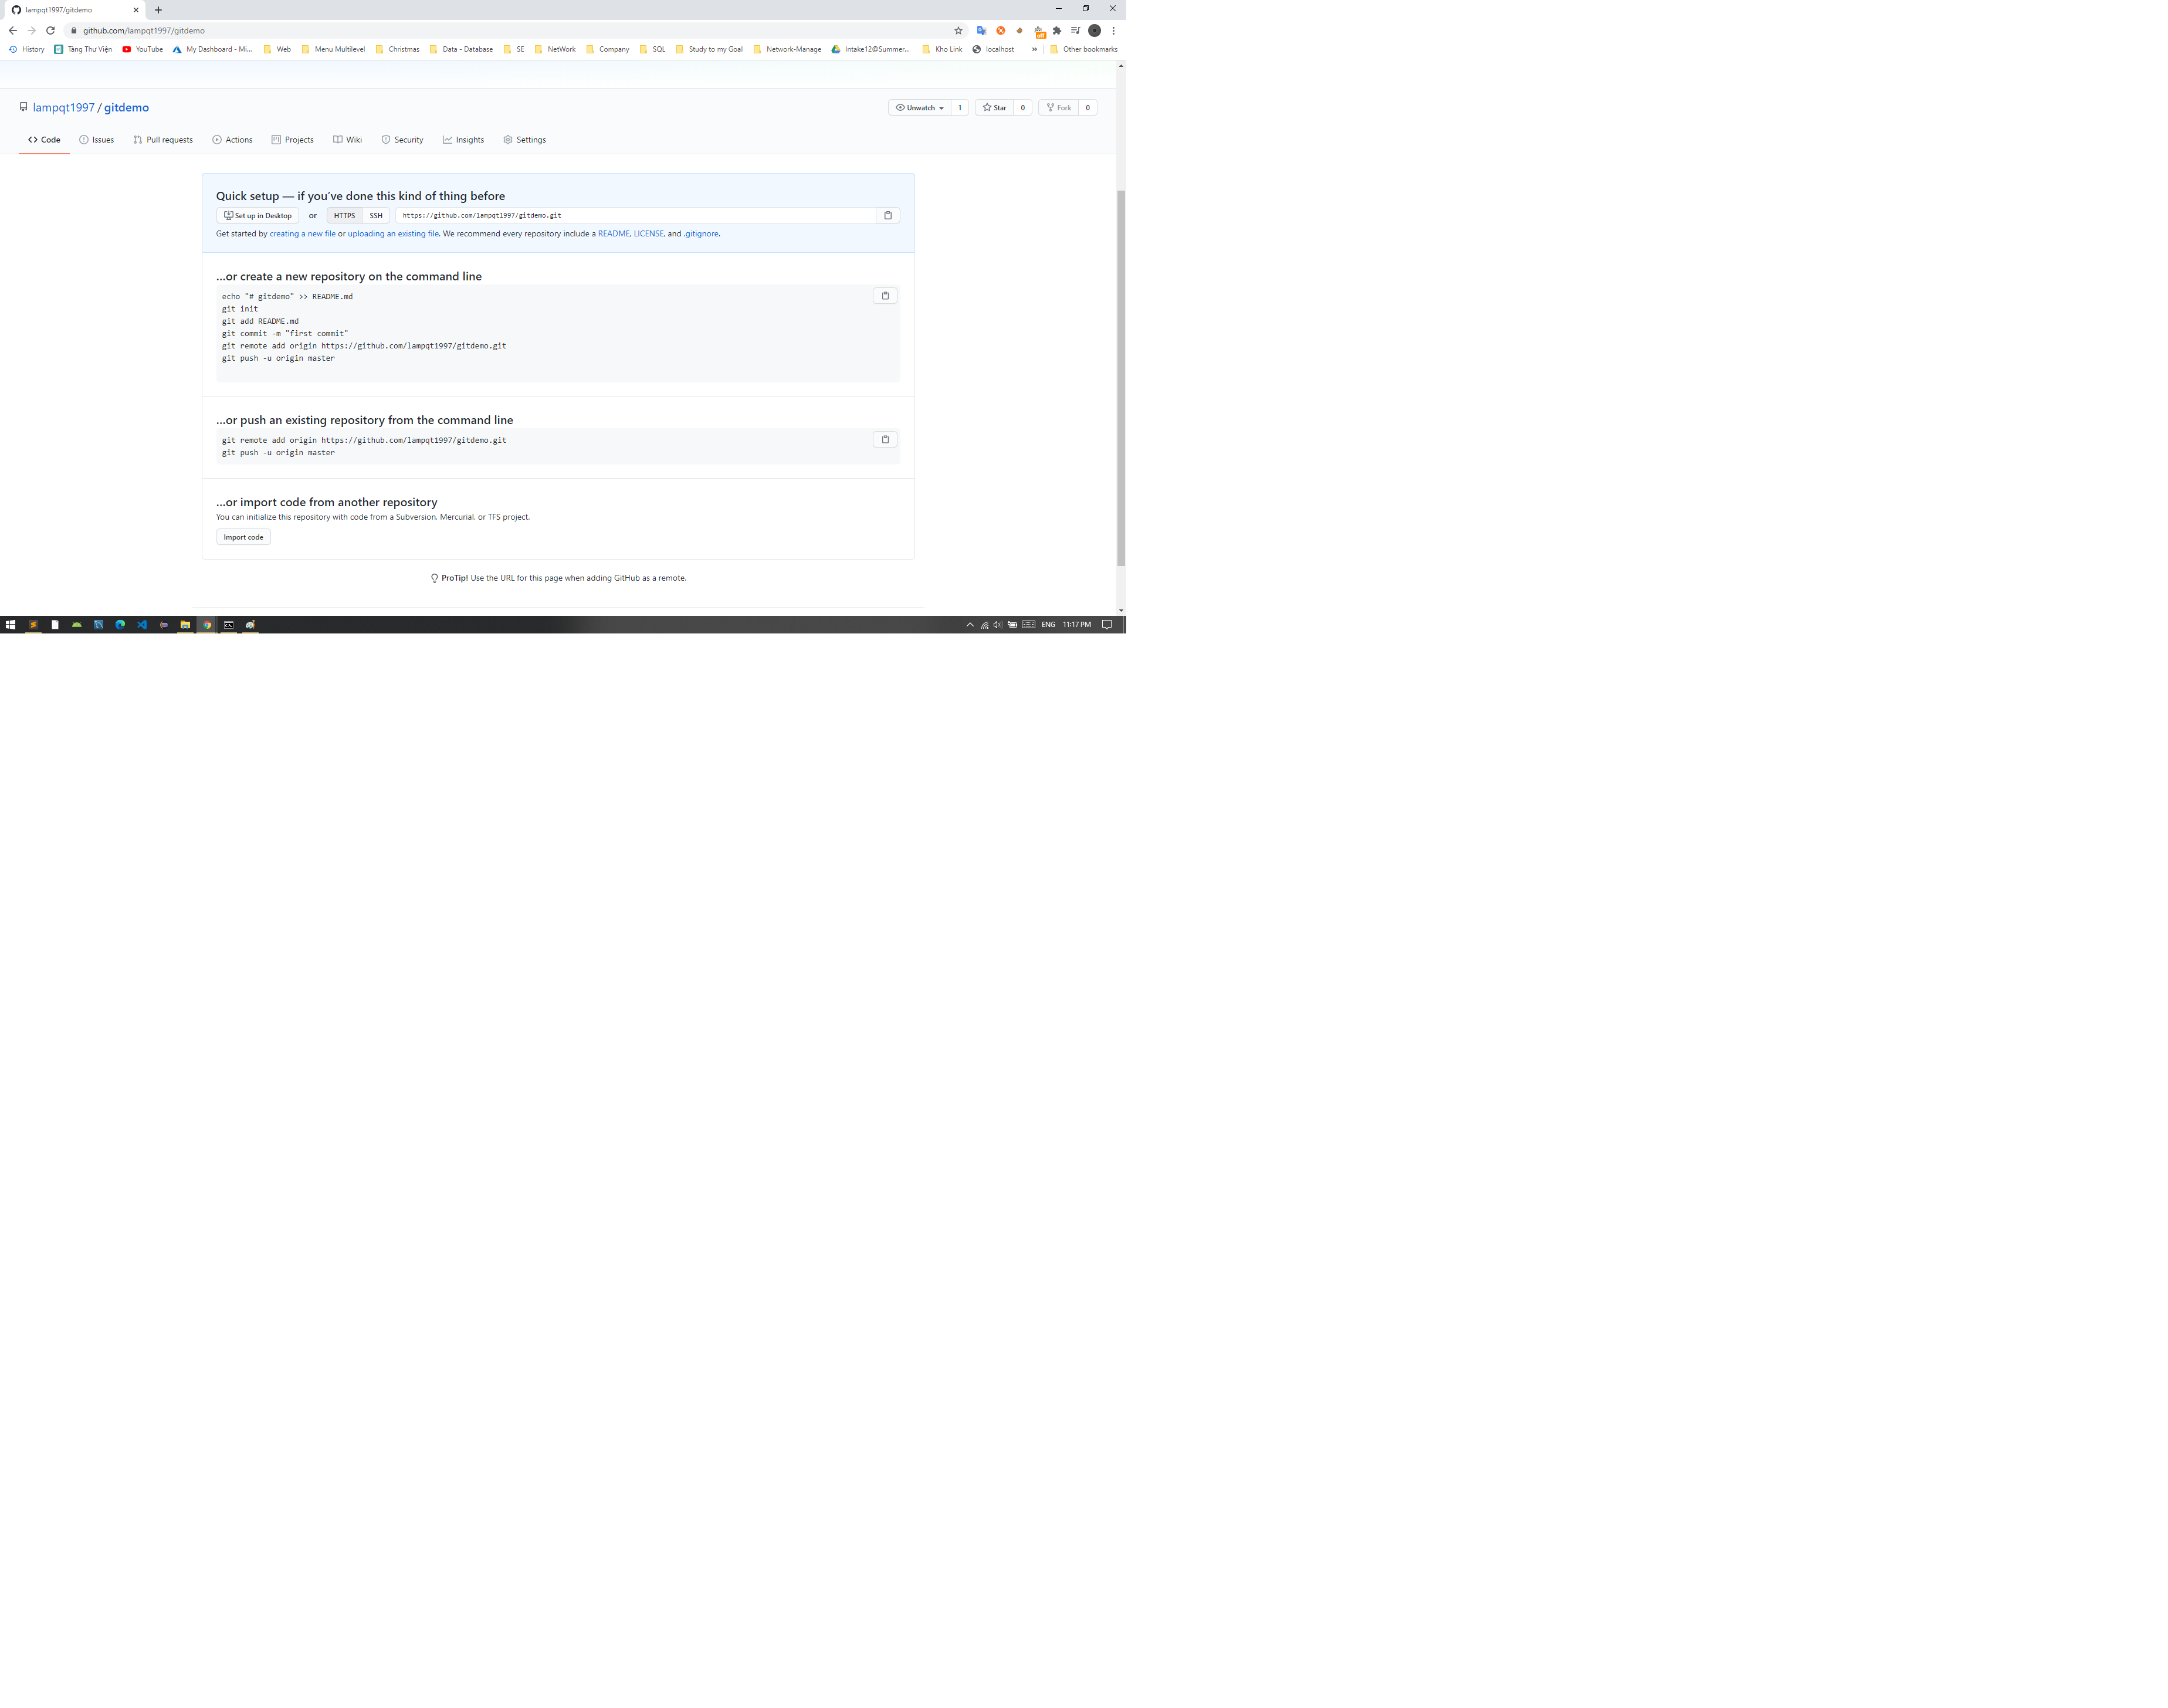 lampqt1997/gitdemo
github.com/lampqt1997/gitdemo
History Tàng Thư Viện YouTube My Dashboard - Mi... Web Menu Multilevel Christmas Data - Database SE NetWork Company SQL Study to my Goal Network-Manage Intake12@Summer... Kho Link localhost » Other bookmarks
lampqt1997 / gitdemo
Unwatch 1 Star 0 Fork 0
Code Issues Pull requests Actions Projects Wiki Security Insights Settings
Quick setup — if you've done this kind of thing before
Set up in Desktop or HTTPS SSH https://github.com/lampqt1997/gitdemo.git
Get started by creating a new file or uploading an existing file. We recommend every repository include a README, LICENSE, and .gitignore.
...or create a new repository on the command line
echo "# gitdemo" >> README.md
git init
git add README.md
git commit -m "first commit"
git remote add origin https://github.com/lampqt1997/gitdemo.git
git push -u origin master
...or push an existing repository from the command line
git remote add origin https://github.com/lampqt1997/gitdemo.git
git push -u origin master
...or import code from another repository
You can initialize this repository with code from a Subversion, Mercurial, or TFS project.
Import code
ProTip! Use the URL for this page when adding GitHub as a remote.
ENG 11:17 PM